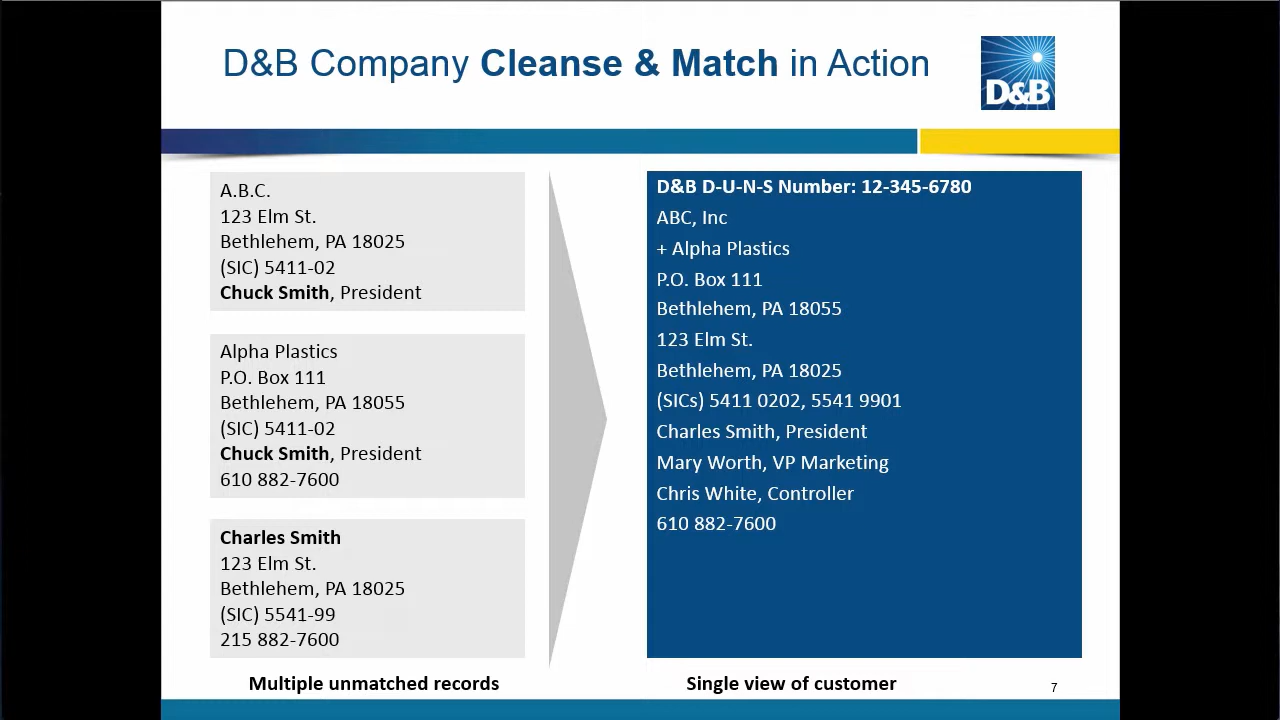 D&B Company Cleanse & Match in Action
D&B
A.B.C.
123 Elm St.
Bethlehem, PA 18025
(SIC) 5411-02
Chuck Smith, President
Alpha Plastics
P.O. Box 111
Bethlehem, PA 18055
(SIC) 5411-02
Chuck Smith, President
610 882-7600
Charles Smith
123 Elm St.
Bethlehem, PA 18025
(SIC) 5541-99
215 882-7600
Multiple unmatched records
D&B D-U-N-S Number: 12-345-6780
ABC, Inc
+ Alpha Plastics
P.O. Box 111
Bethlehem, PA 18055
123 Elm St.
Bethlehem, PA 18025
(SICs) 5411 0202, 5541 9901
Charles Smith, President
Mary Worth, VP Marketing
Chris White, Controller
610 882-7600
Single view of customer
7